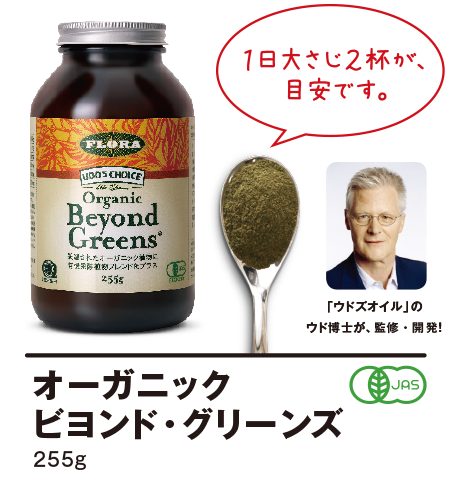 1日大さじ2杯が、
目安です。
FLORA
UDO'S CHOICE
Organic
Beyond
Greens®
255g
「ウドズオイル」の
ウド博士が、監修・開発!
オーガニック
ビヨンド・グリーンズ
JAS
255g